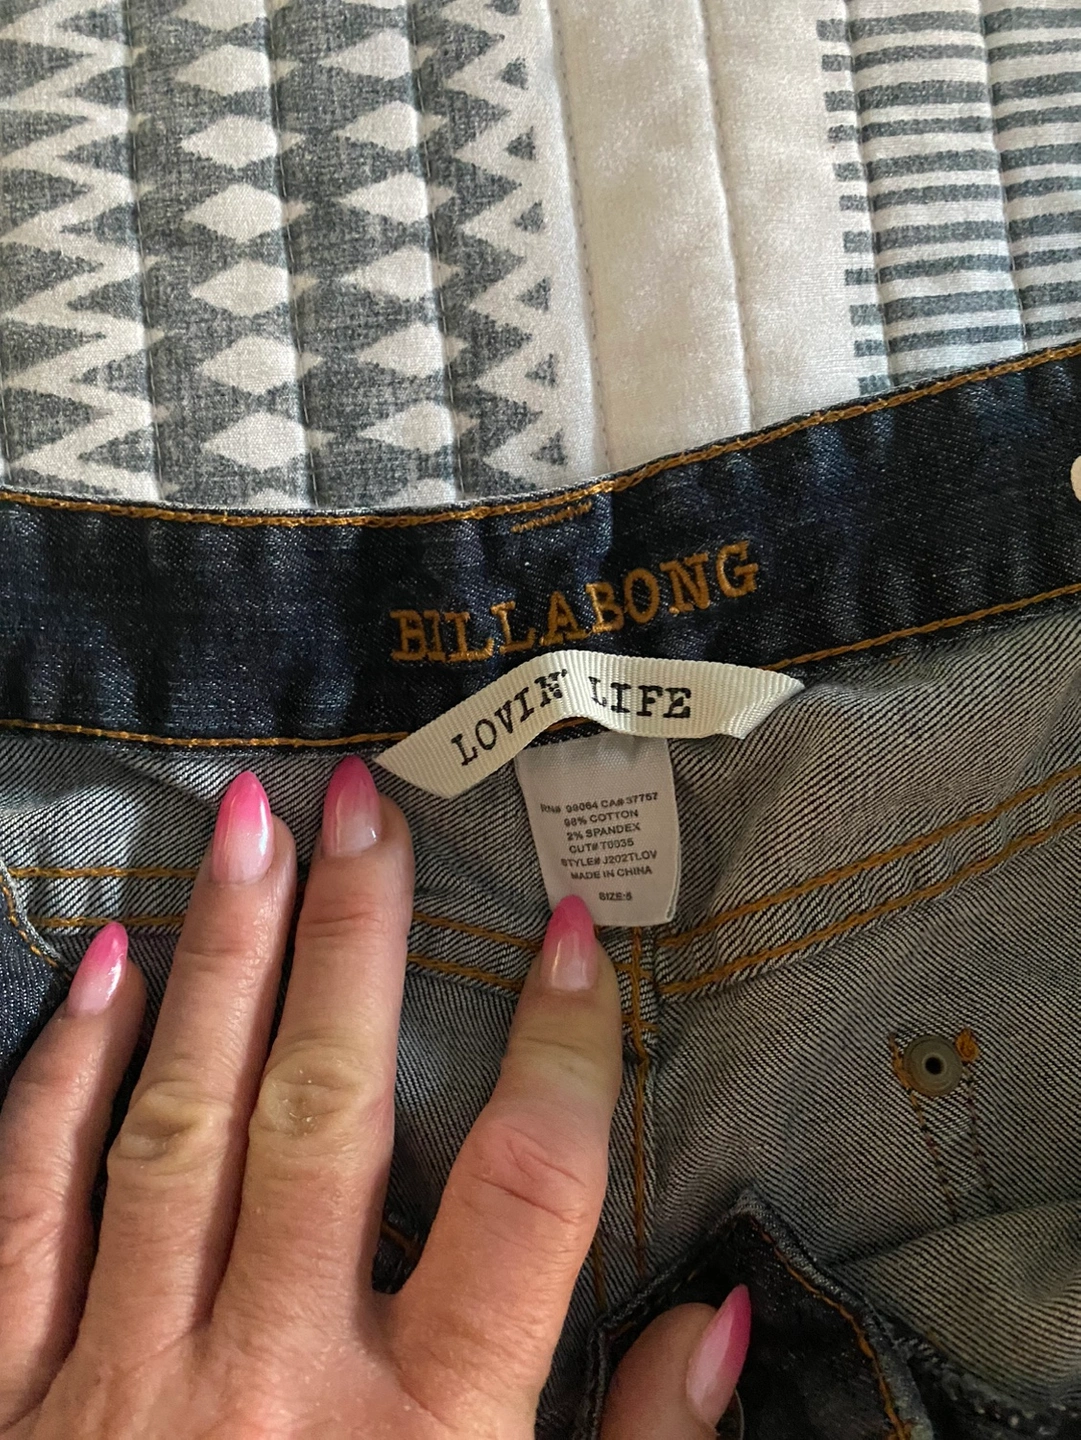 BILLABONG
LOVIN' LIFE
RN# 99064 CA# 37757
98% COTTON
2% SPANDEX
CUT# T0035
STYLE# J202TLOV
MADE IN CHINA
SIZE:5